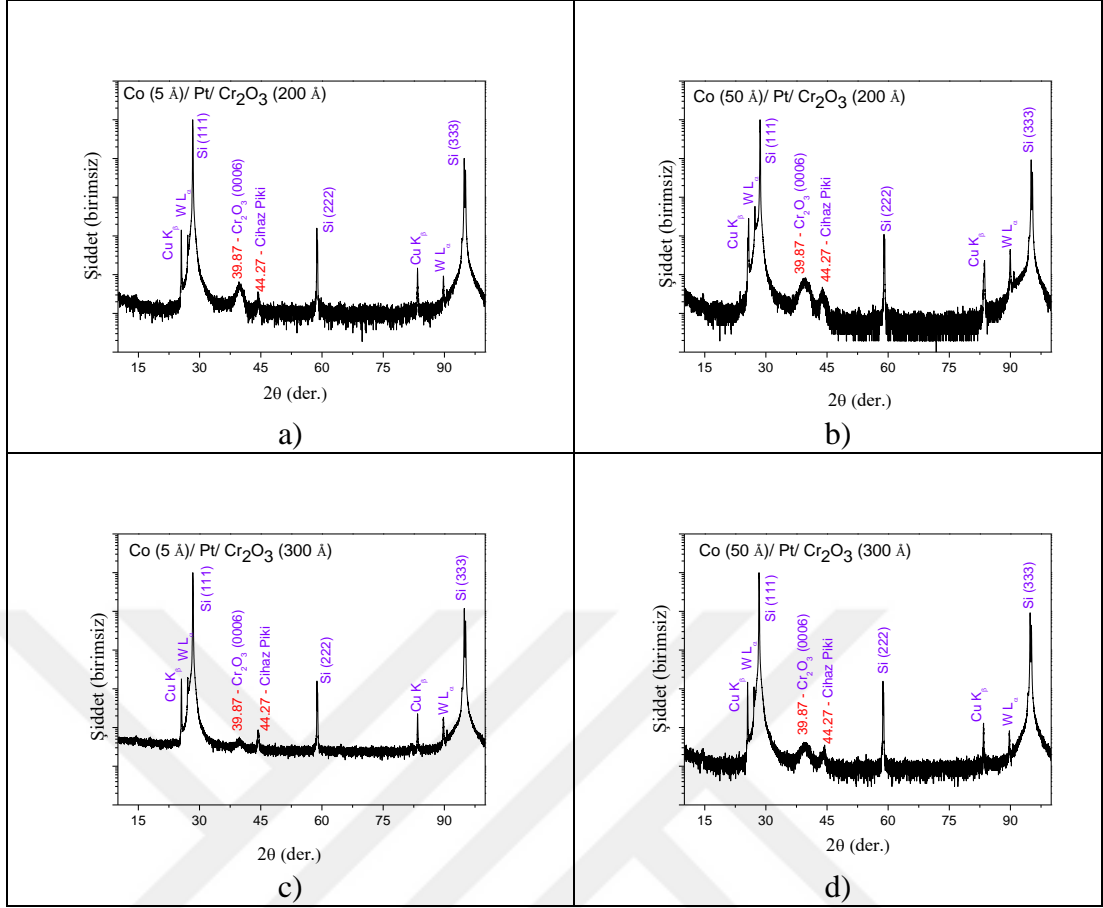 Co (5 Å)/ Pt/ Cr2O3 (200 Å)
Şiddet (birimsiz)
Cu Kβ
W Lα
Si (111)
39.87 - Cr2O3 (0006)
44.27 - Cihaz Piki
Si (222)
Cu Kβ
W Lα
Si (333)
15 30 45 60 75 90
2θ (der.)
a)
Co (50 Å)/ Pt/ Cr2O3 (200 Å)
Şiddet (birimsiz)
Cu Kβ
W Lα
Si (111)
39.87 - Cr2O3 (0006)
44.27 - Cihaz Piki
Si (222)
Cu Kβ
W Lα
Si (333)
15 30 45 60 75 90
2θ (der.)
b)
Co (5 Å)/ Pt/ Cr2O3 (300 Å)
Şiddet (birimsiz)
Cu Kβ
W Lα
Si (111)
39.87 - Cr2O3 (0006)
44.27 - Cihaz Piki
Si (222)
Cu Kβ
W Lα
Si (333)
15 30 45 60 75 90
2θ (der.)
c)
Co (50 Å)/ Pt/ Cr2O3 (300 Å)
Şiddet (birimsiz)
Cu Kβ
W Lα
Si (111)
39.87 - Cr2O3 (0006)
44.27 - Cihaz Piki
Si (222)
Cu Kβ
W Lα
Si (333)
15 30 45 60 75 90
2θ (der.)
d)